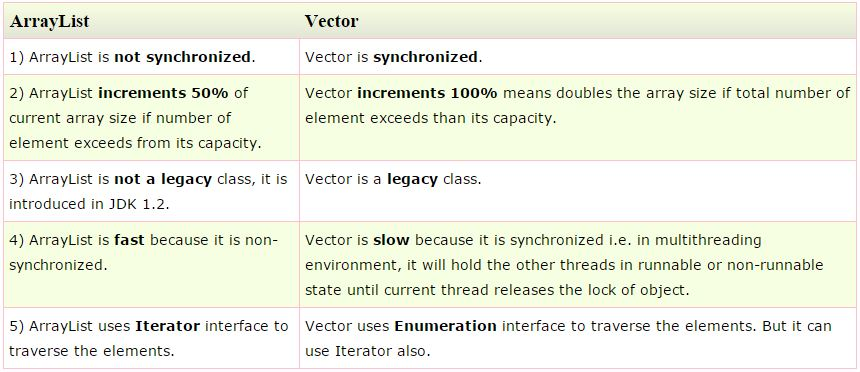 ArrayList Vector
1) ArrayList is not synchronized. Vector is synchronized.
2) ArrayList increments 50% of
current array size if number of
element exceeds from its capacity.
Vector increments 100% means doubles the array size if total number of
element exceeds than its capacity.
3) ArrayList is not a legacy class, it is
introduced in JDK 1.2.
Vector is a legacy class.
4) ArrayList is fast because it is non-
synchronized.
Vector is slow because it is synchronized i.e. in multithreading
environment, it will hold the other threads in runnable or non-runnable
state until current thread releases the lock of object.
5) ArrayList uses Iterator interface to
traverse the elements.
Vector uses Enumeration interface to traverse the elements. But it can
use Iterator also.